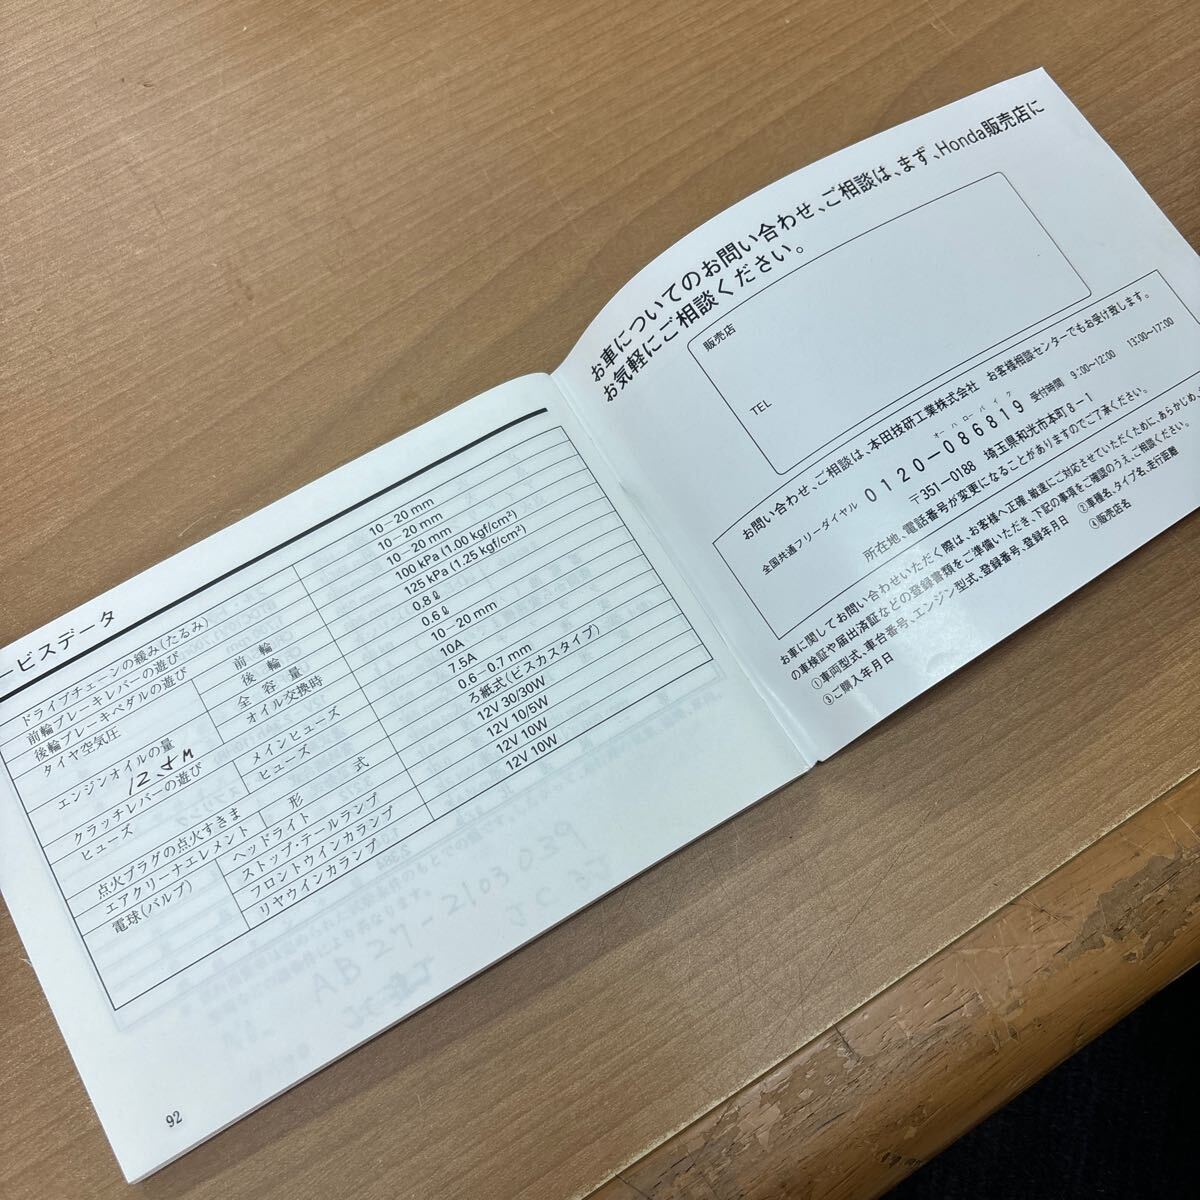 ービスデータ
ドライブチェーンの緩み(たるみ) 10−20 mm
前輪ブレーキレバーの遊び 10−20 mm
後輪ブレーキペダルの遊び 10−20 mm
タイヤ空気圧 前輪 100 kPa (1.00 kgf/cm²)
後輪 125 kPa (1.25 kgf/cm²)
エンジンオイルの量 全容量 0.8ℓ
オイル交換時 0.6ℓ
クラッチレバーの遊び 10−20 mm
ヒューズ メインヒューズ 10A
ヒューズ 7.5A
点火プラグの点火すきま 0.6−0.7 mm
エアクリーナエレメント 形式 ろ紙式(ビスカスタイプ)
電球(バルブ) ヘッドライト 12V 30/30W
ストップ・テールランプ 12V 10/5W
フロントウインカランプ 12V 10W
リヤウインカランプ 12V 10W
AB27-2103039
92
お車についてのお問い合わせ、ご相談は、まず、Honda販売店に
お気軽にご相談ください。
販売店
TEL
お問い合わせ、ご相談は、本田技研工業株式会社 お客様相談センターでもお受け致します。
オーハローバイク
全国共通フリーダイヤル 0120−086819 受付時間 9:00〜12:00 13:00〜17:00
〒351−0188 埼玉県和光市本町8−1
所在地、電話番号が変更になることがありますのでご了承ください。
お車に関してお問い合わせいただく際は、お客様へ正確、敏速にご対応させていただくために、あらかじめ、
の車検証や届出済証などの登録書類をご準備いただき、下記の事項をご確認のうえ、ご相談ください。
①車両型式、車台番号、エンジン型式、登録番号、登録年月日 ②車種名、タイプ名、走行距離
③ご購入年月日 ④販売店名